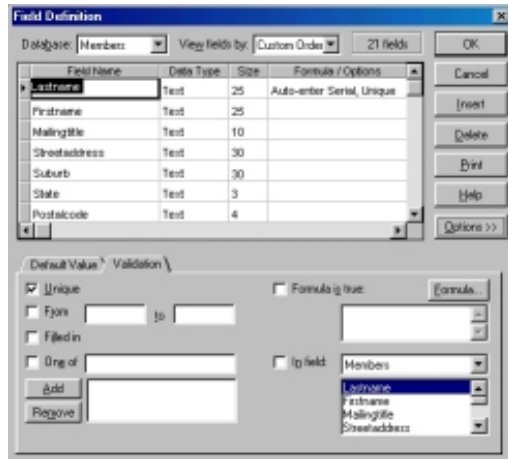 Field Definition
Database: Members View fields by: Custom Order 21 fields OK
Field Name Data Type Size Formula / Options Cancel
Lastname Text 25 Auto-enter Serial, Unique
Firstname Text 25 Insert
Mailingtitle Text 10
Streetaddress Text 30 Delete
Suburb Text 30 Print
State Text 3 Help
Postalcode Text 4
Options >>
Default Value Validation
Unique Formula is true: Formula...
From to
Filled in
One of In field: Members
Add Lastname
Firstname
Remove Mailingtitle
Streetaddress